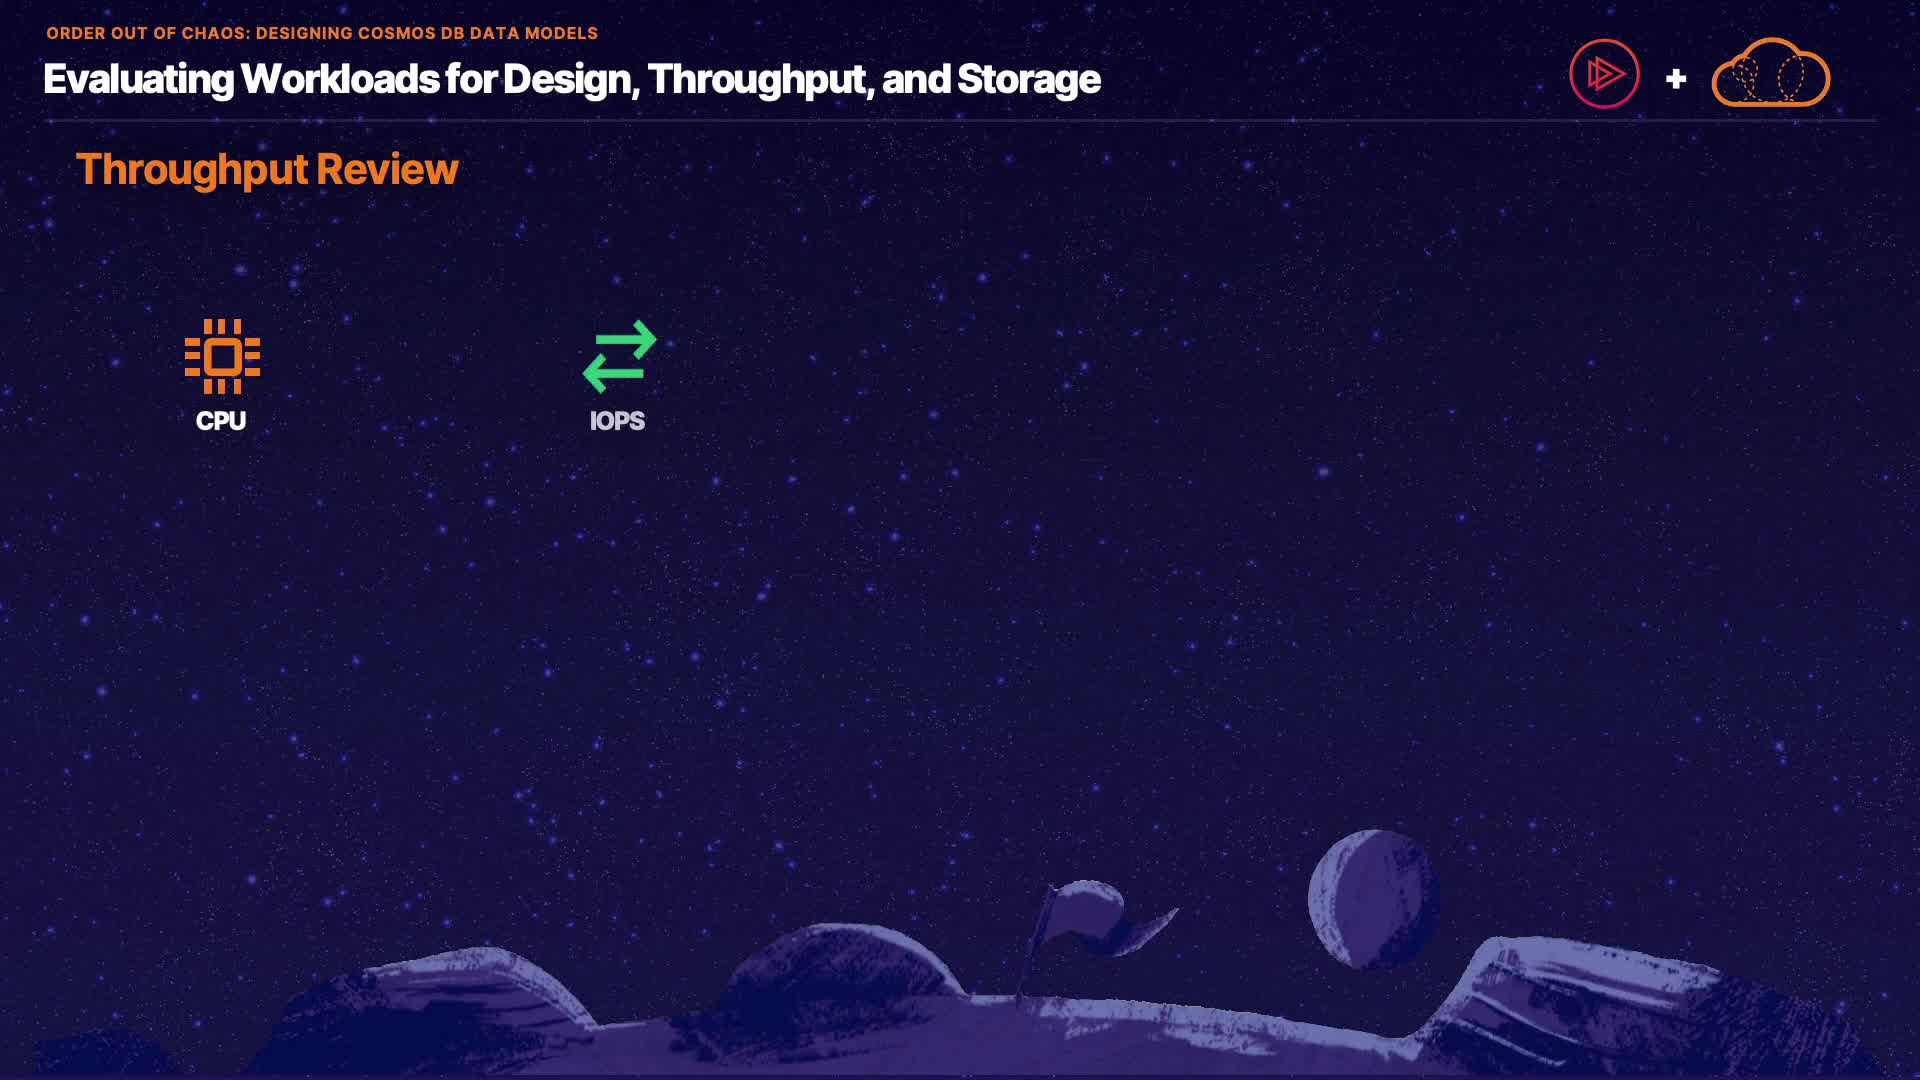 ORDER OUT OF CHAOS: DESIGNING COSMOS DB DATA MODELS
Evaluating Workloads for Design, Throughput, and Storage
+
Throughput Review
CPU
IOPS